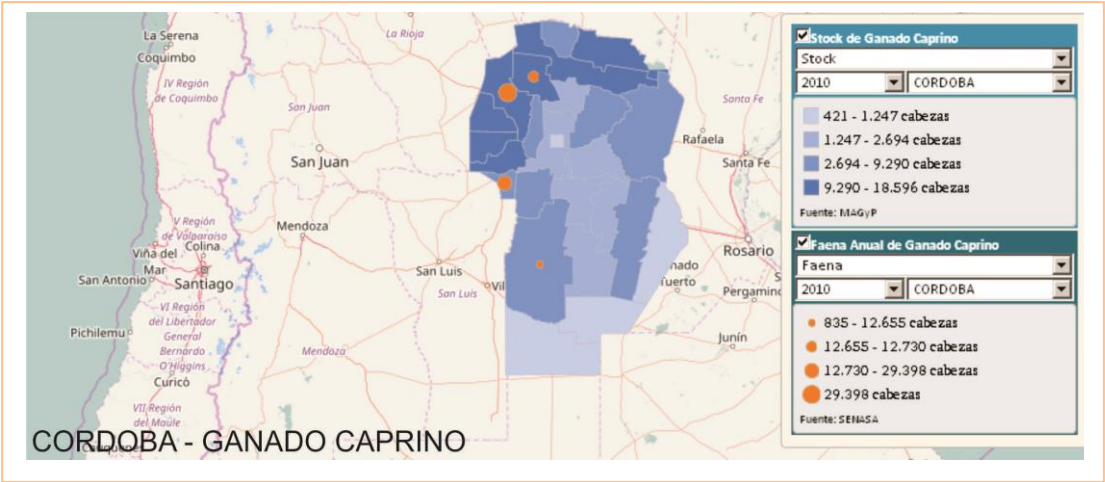 La Serena
Coquimbo
La Rioja
IV Región
de Coquimbo
San Juan
Santa Fe
Rafaela
San Juan
Santa Fe
V Región
de Valparaíso
Mendoza
Viña del
Mar
Colina
Rosario
San Antonio
Santiago
San Luis
San Luis
Vil
nado
Tuerto
Pergamino
VI Región
del Libertador
General
Bernardo
O'Higgins
Pichilemu
Junín
Mendoza
Curicó
VII Región
del Maule
CORDOBA - GANADO CAPRINO
Stock de Ganado Caprino
Stock
2010 CORDOBA
421 - 1.247 cabezas
1.247 - 2.694 cabezas
2.694 - 9.290 cabezas
9.290 - 18.596 cabezas
Fuente: MAGyP
Faena Anual de Ganado Caprino
Faena
2010 CORDOBA
835 - 12.655 cabezas
12.655 - 12.730 cabezas
12.730 - 29.398 cabezas
29.398 cabezas
Fuente: SENASA